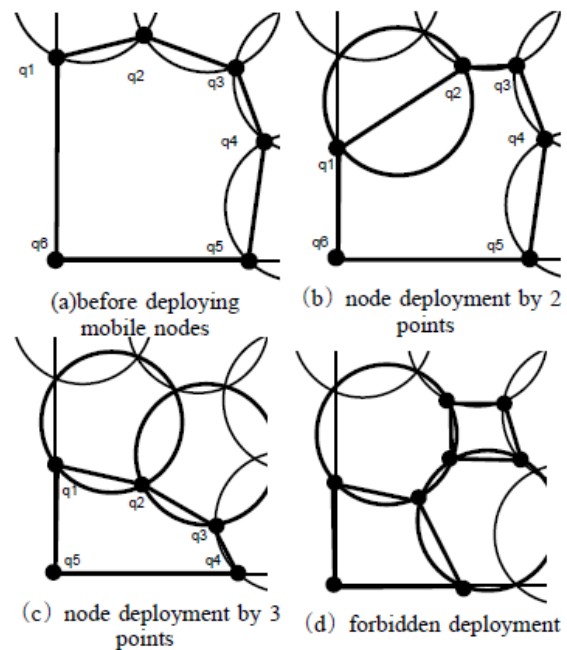 q1
q2
q3
q4
q5
q6
(a)before deploying
mobile nodes
q1
q2
q3
q4
q5
q6
(b) node deployment by 2
points
q1
q2
q3
q4
q5
(c) node deployment by 3
points
(d) forbidden deployment